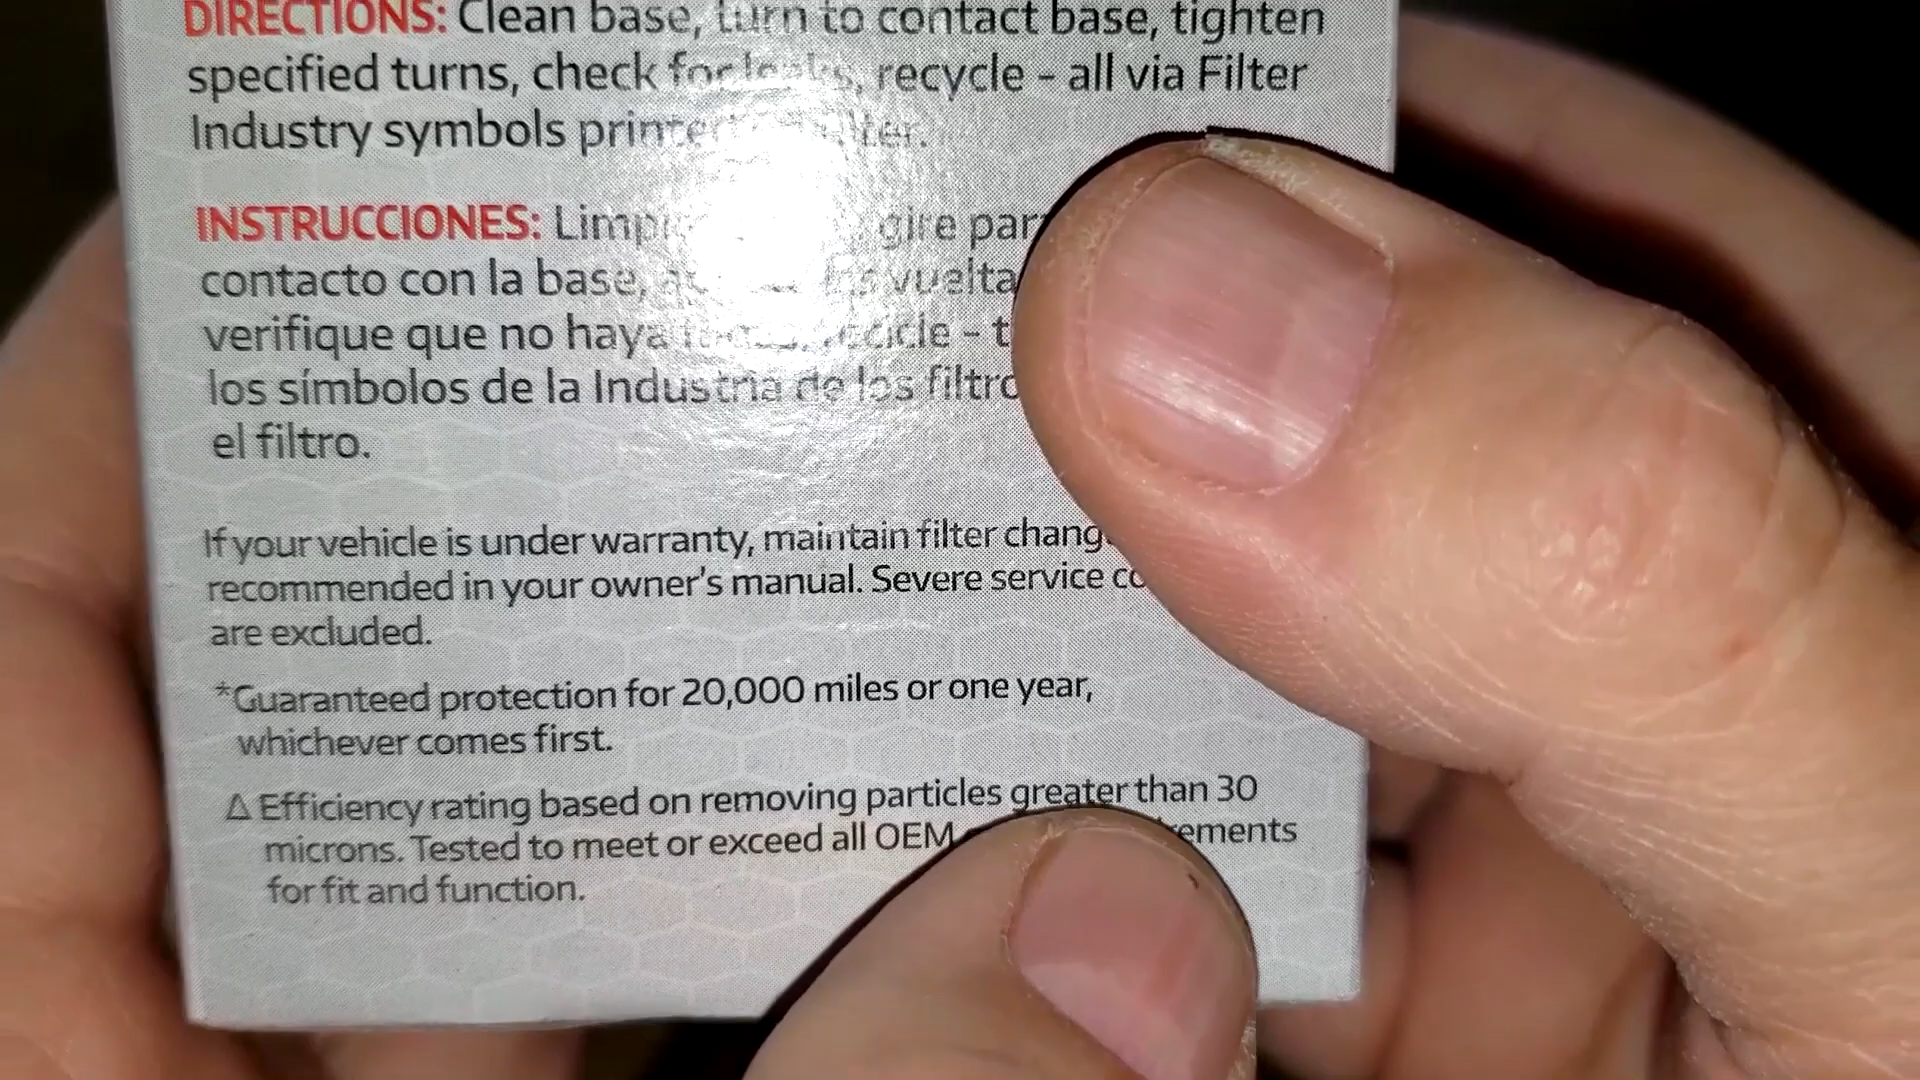 DIRECTIONS: Clean base, turn to contact base, tighten
specified turns, check for leaks, recycle - all via Filter
Industry symbols printed
INSTRUCCIONES: gire
contacto con la base, las
verifique que no haya
los símbolos de la Industria de los
el filtro.
If your vehicle is under warranty, maintain filter
recommended in your owner's manual. Severe service
are excluded.
*Guaranteed protection for 20,000 miles or one year,
whichever comes first.
Δ Efficiency rating based on removing particles greater than 30
microns. Tested to meet or exceed all OEM
for fit and function.